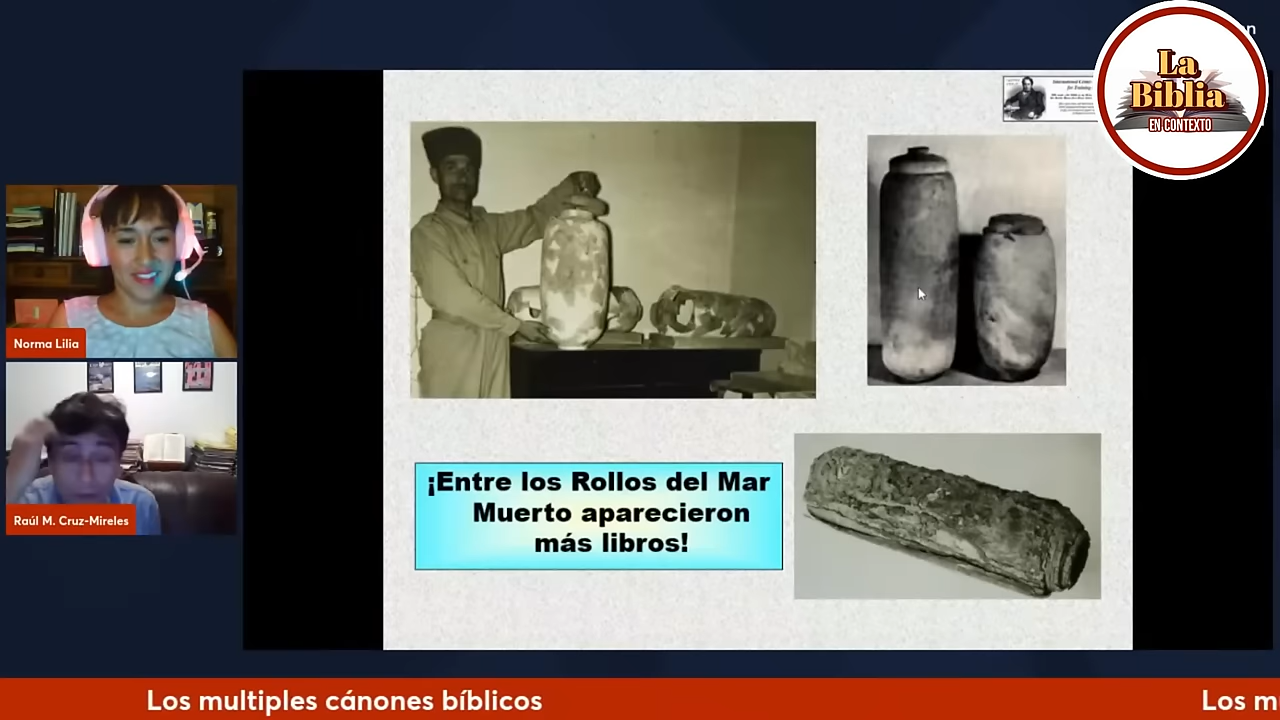 La
Biblia
EN CONTEXTO
Norma Lilia
Raúl M. Cruz-Mireles
¡Entre los Rollos del Mar
Muerto aparecieron
más libros!
Los multiples cánones bíblicos
Los m